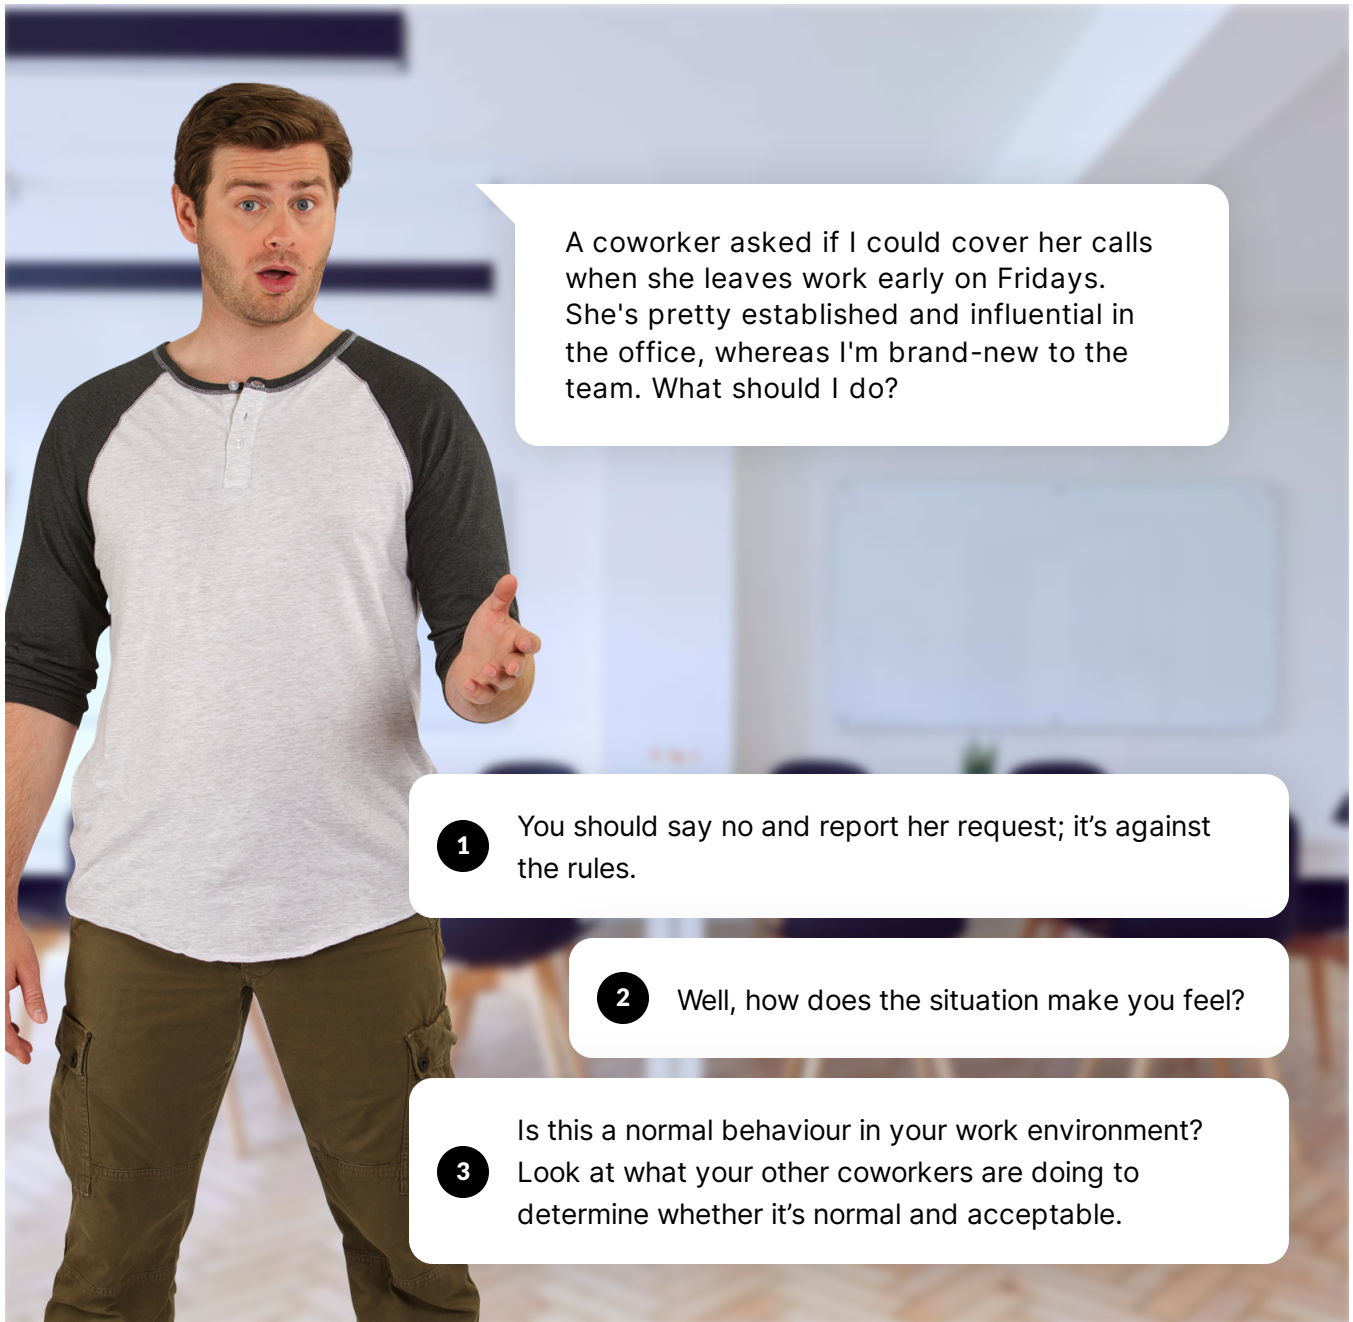 A coworker asked if I could cover her calls
when she leaves work early on Fridays.
She's pretty established and influential in
the office, whereas I'm brand-new to the
team. What should I do?
1
You should say no and report her request; it’s against
the rules.
2
Well, how does the situation make you feel?
3
Is this a normal behaviour in your work environment?
Look at what your other coworkers are doing to
determine whether it’s normal and acceptable.